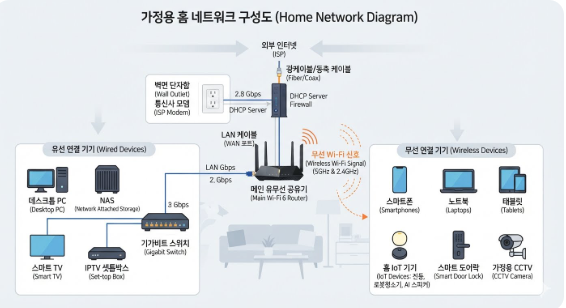 가정용 홈 네트워크 구성도 (Home Network Diagram)
외부 인터넷
(ISP)
광케이블/동축 케이블
(Fiber/Coax)
벽면 단자함
(Wall Outlet)
통신사 모뎀
(ISP Modem)
2.8 Gbps
DHCP Server
DHCP Server
Firewall
LAN 케이블
(WAN 포트)
무선 Wi-Fi 신호
(Wireless Wi-Fi Signal)
(5GHz & 2.4GHz)
메인 유무선 공유기
(Main Wi-Fi 6 Router)
LAN Gbps
2. Gbps
유선 연결 기기 (Wired Devices)
데스크톱 PC
(Desktop PC)
NAS
(Network Attached Storage)
3 Gbps
기가비트 스위치
(Gigabit Switch)
스마트 TV
(Smart TV)
IPTV 셋톱박스
(Set-top Box)
무선 연결 기기 (Wireless Devices)
스마트폰
(Smartphones)
노트북
(Laptops)
태블릿
(Tablets)
홈 IoT 기기
(IoT Devices: 전등,
로봇청소기, AI 스피커)
스마트 도어락
(Smart Door Lock)
가정용 CCTV
(CCTV Camera)